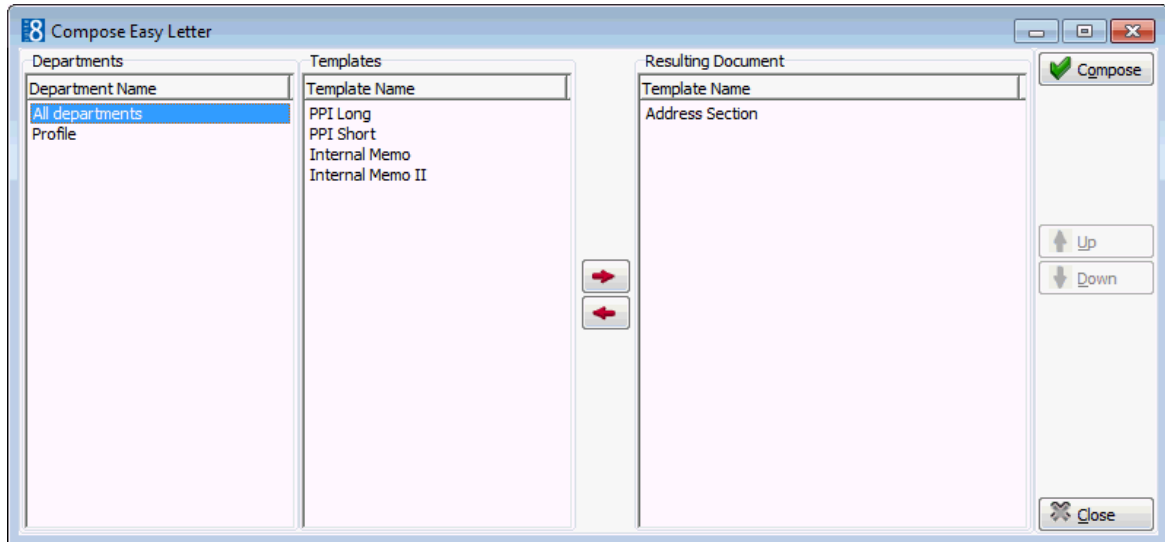 8 Compose Easy Letter
Departments
Department Name
All departments
Profile
Templates
Template Name
PPI Long
PPI Short
Internal Memo
Internal Memo II
Resulting Document
Template Name
Address Section
Compose
Up
Down
Close